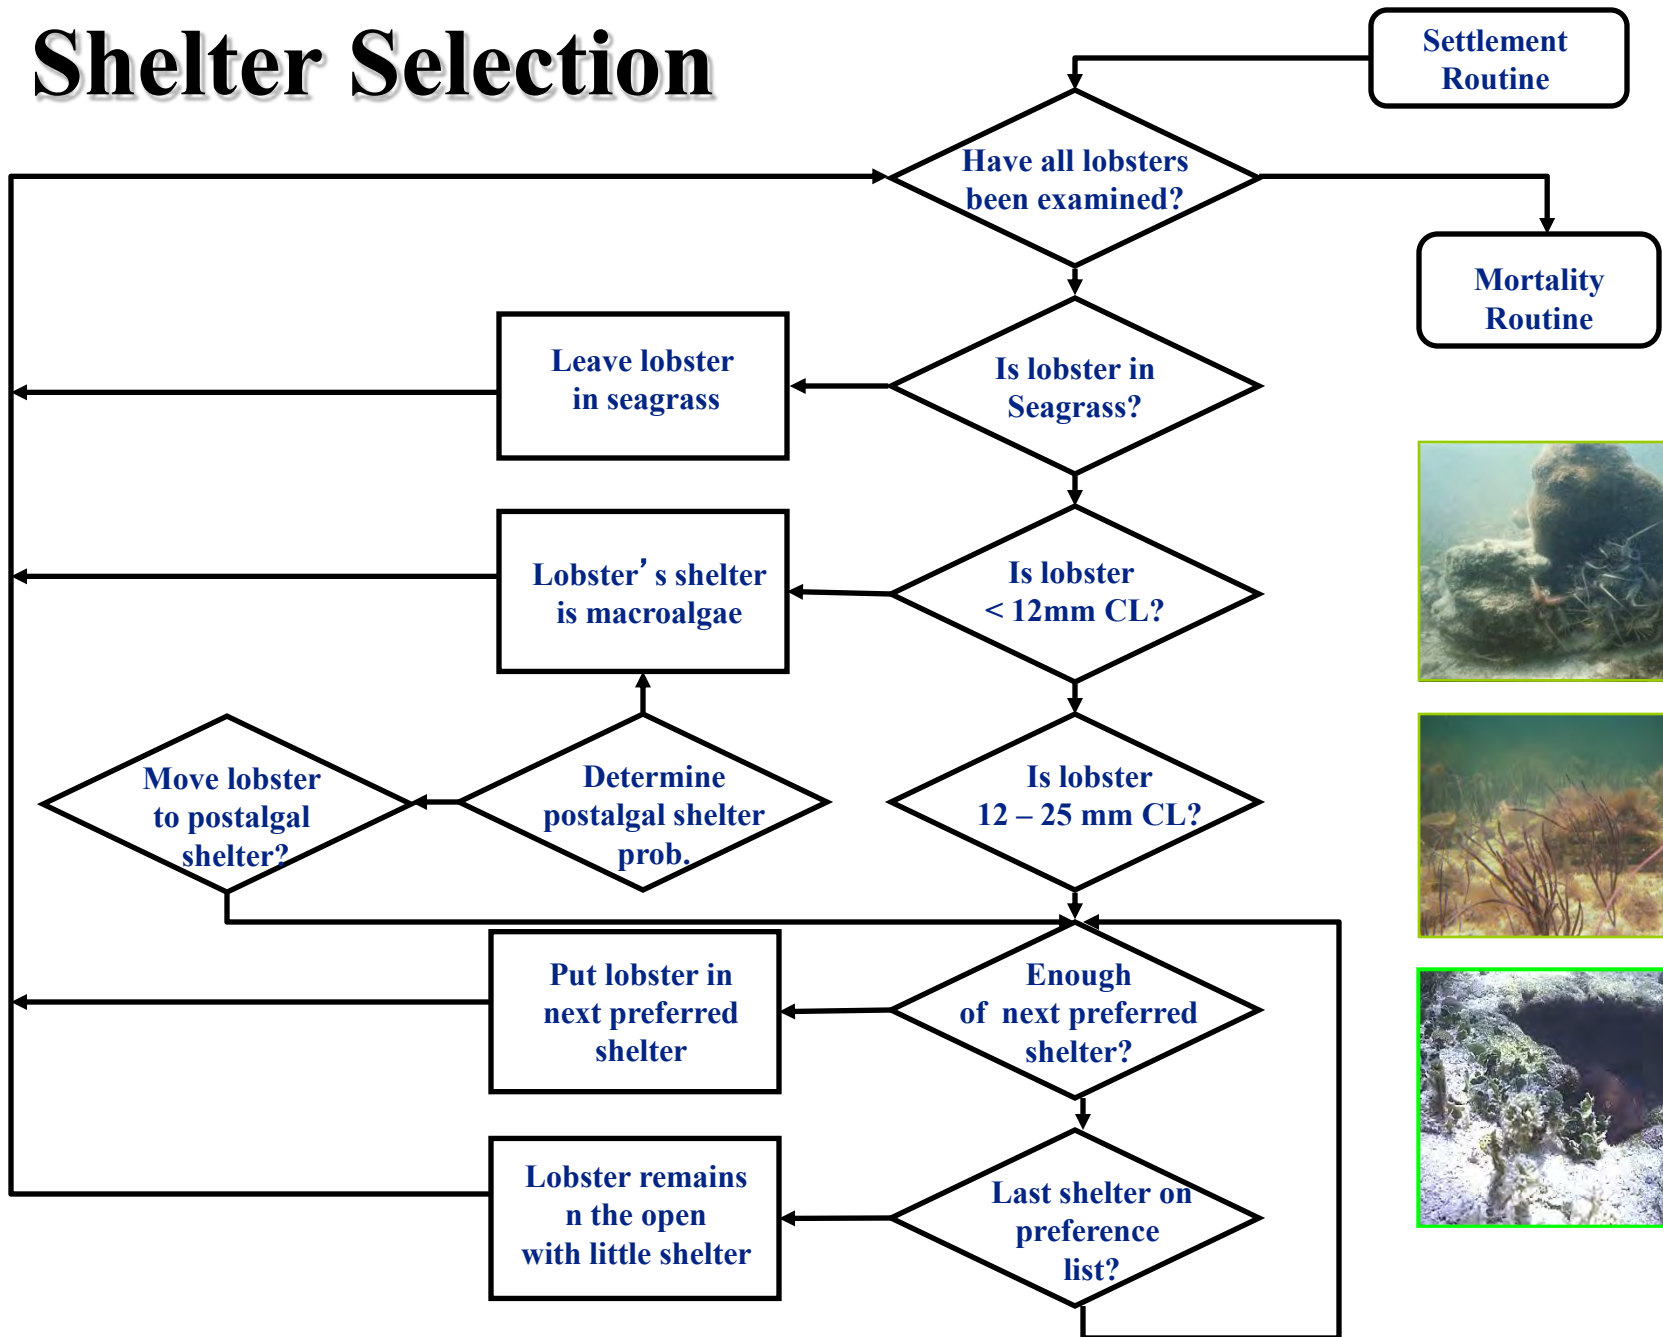 Shelter Selection
Settlement
Routine
Have all lobsters
been examined?
Mortality
Routine
Leave lobster
in seagrass
Is lobster in
Seagrass?
Lobster’s shelter
is macroalgae
Is lobster
< 12mm CL?
Move lobster
to postalgal
shelter?
Determine
postalgal shelter
prob.
Is lobster
12 – 25 mm CL?
Put lobster in
next preferred
shelter
Enough
of next preferred
shelter?
Lobster remains
n the open
with little shelter
Last shelter on
preference
list?